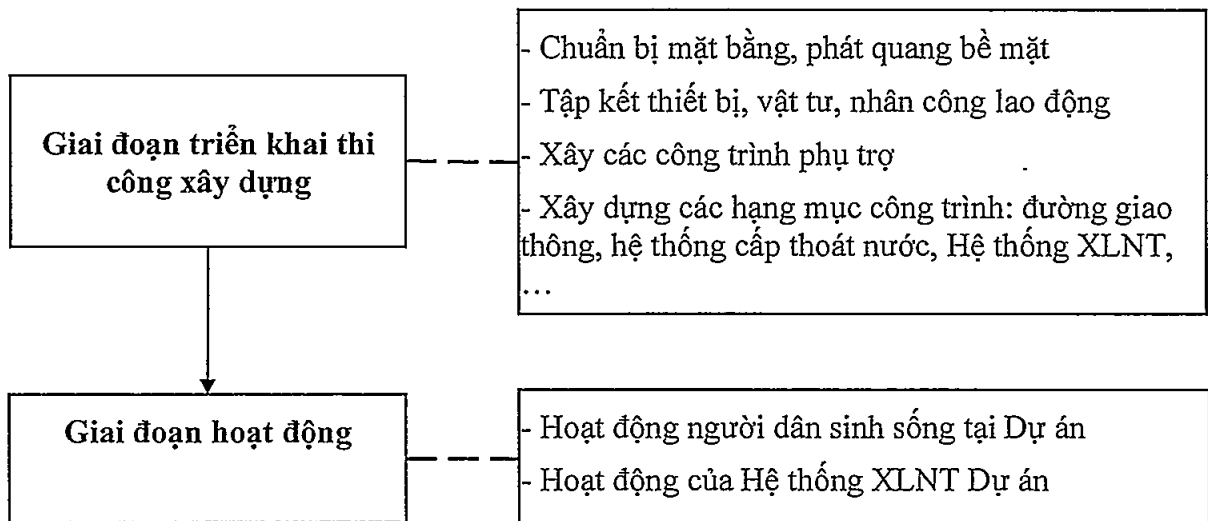 Giai đoạn triển khai thi
công xây dựng
- Chuẩn bị mặt bằng, phát quang bề mặt
- Tập kết thiết bị, vật tư, nhân công lao động
- Xây các công trình phụ trợ
- Xây dựng các hạng mục công trình: đường giao
thông, hệ thống cấp thoát nước, Hệ thống XLNT,
…
Giai đoạn hoạt động
- Hoạt động người dân sinh sống tại Dự án
- Hoạt động của Hệ thống XLNT Dự án